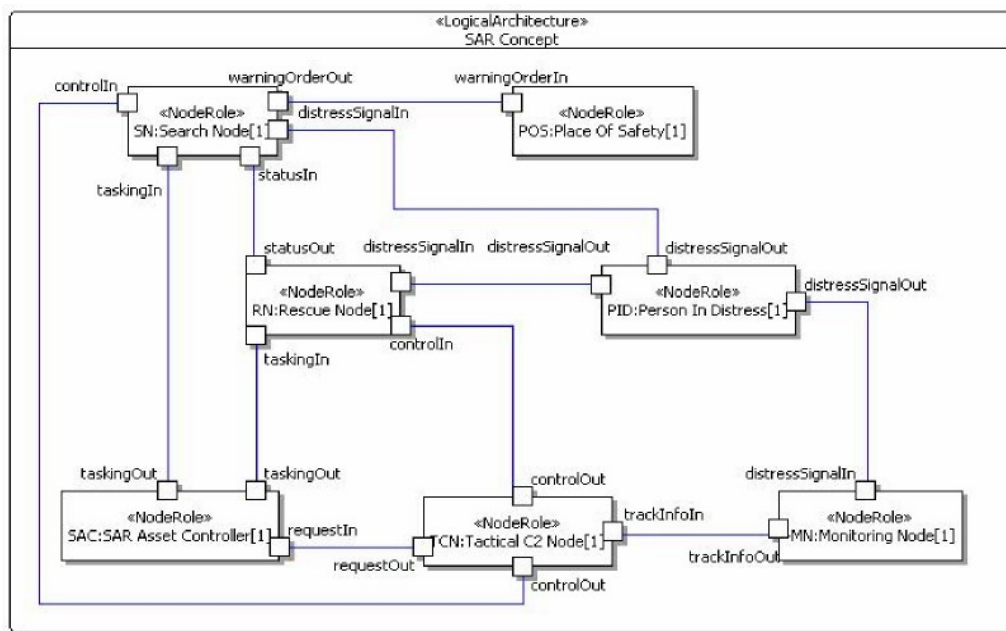 «LogicalArchitecture»
SAR Concept
controlIn
warningOrderOut
warningOrderIn
distressSignalIn
«NodeRole»
SN:Search Node[1]
«NodeRole»
POS:Place Of Safety[1]
taskingIn
statusIn
statusOut
distressSignalIn
distressSignalOut
distressSignalOut
«NodeRole»
RN:Rescue Node[1]
«NodeRole»
PID:Person In Distress[1]
distressSignalOut
controlIn
taskingIn
taskingOut
taskingOut
controlOut
distressSignalIn
«NodeRole»
SAC:SAR Asset Controller[1]
requestIn
requestOut
«NodeRole»
TCN:Tactical C2 Node[1]
trackInfoIn
trackInfoOut
«NodeRole»
MN:Monitoring Node[1]
controlOut